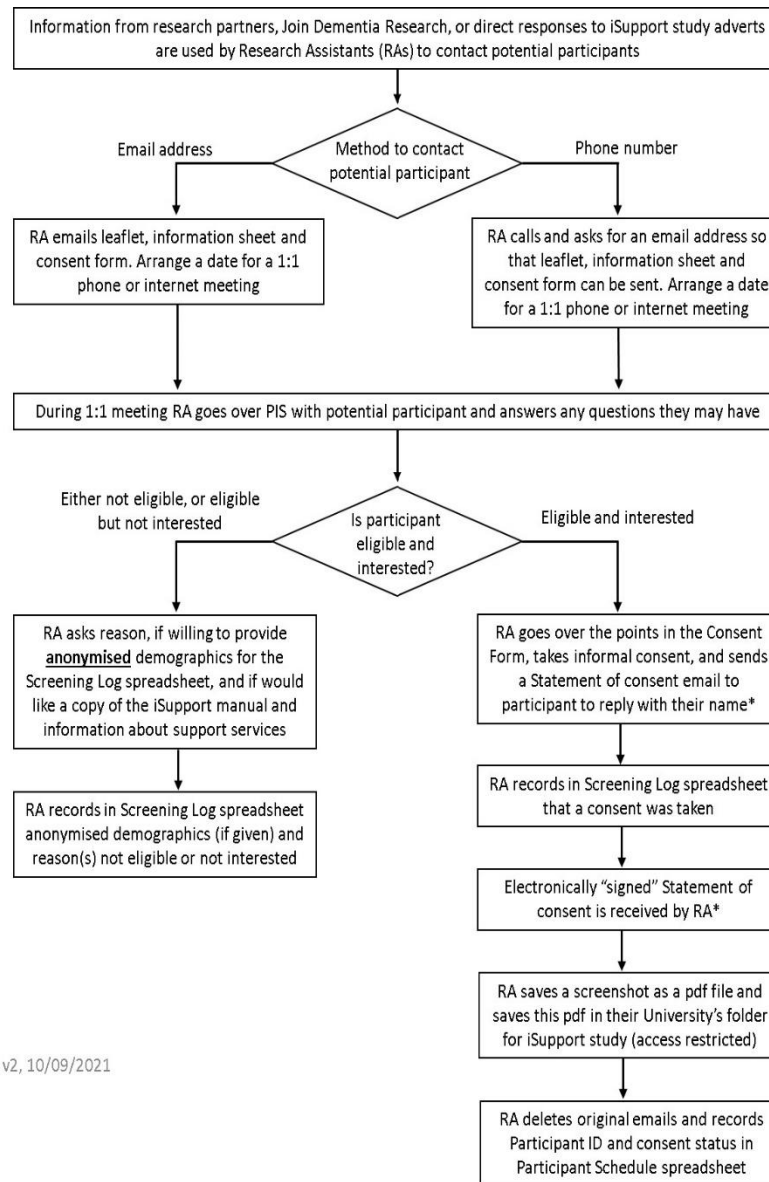 Information from research partners, Join Dementia Research, or direct responses to iSupport study adverts
are used by Research Assistants (RAs) to contact potential participants
Method to contact
potential participant
Email address
Phone number
RA emails leaflet, information sheet and
consent form. Arrange a date for a 1:1
phone or internet meeting
RA calls and asks for an email address so
that leaflet, information sheet and
consent form can be sent. Arrange a date
for a 1:1 phone or internet meeting
During 1:1 meeting RA goes over PIS with potential participant and answers any questions they may have
Is participant
eligible and
interested?
Either not eligible, or eligible
but not interested
Eligible and interested
RA asks reason, if willing to provide
anonymised demographics for the
Screening Log spreadsheet, and if would
like a copy of the iSupport manual and
information about support services
RA records in Screening Log spreadsheet
anonymised demographics (if given) and
reason(s) not eligible or not interested
RA goes over the points in the Consent
Form, takes informal consent, and sends
a Statement of consent email to
participant to reply with their name*
RA records in Screening Log spreadsheet
that a consent was taken
Electronically “signed” Statement of
consent is received by RA*
RA saves a screenshot as a pdf file and
saves this pdf in their University’s folder
for iSupport study (access restricted)
RA deletes original emails and records
Participant ID and consent status in
Participant Schedule spreadsheet
v2, 10/09/2021